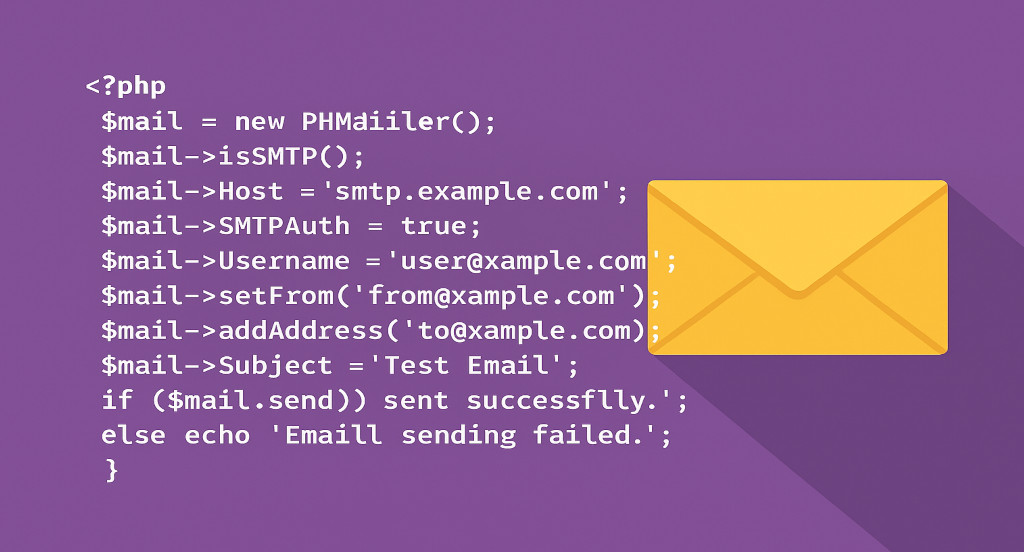 <?php
$mail = new PHMaiiler();
$mail->isSMTP();
$mail->Host ='smtp.example.com';
$mail->SMTPAuth = true;
$mail->Username ='user@xample.com';
$mail->setFrom('from@xample.com');
$mail->addAddress('to@xample.com);
$mail->Subject ='Test Email';
if ($mail.send)) sent successflly.';
else echo 'Emaill sending failed.';
}